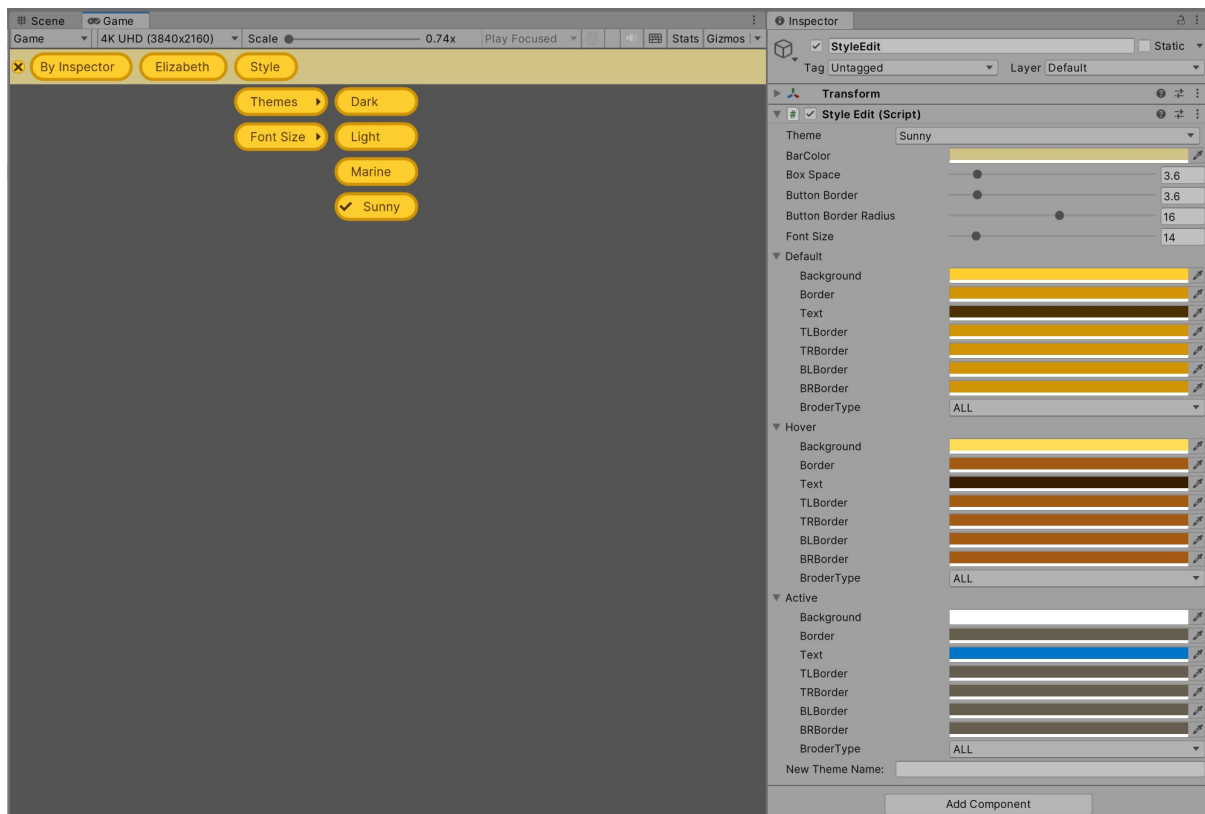 Scene Game
Game 4K UHD (3840x2160) Scale 0.74x Play Focused Stats Gizmos
By Inspector Elizabeth Style
Themes Dark
Font Size Light
Marine
Sunny
Inspector
StyleEdit Static
Tag Untagged Layer Default
Transform
# Style Edit (Script)
Theme Sunny
BarColor
Box Space 3.6
Button Border 3.6
Button Border Radius 16
Font Size 14
Default
Background
Border
Text
TLBorder
TRBorder
BLBorder
BRBorder
BroderType ALL
Hover
Background
Border
Text
TLBorder
TRBorder
BLBorder
BRBorder
BroderType ALL
Active
Background
Border
Text
TLBorder
TRBorder
BLBorder
BRBorder
BroderType ALL
New Theme Name:
Add Component